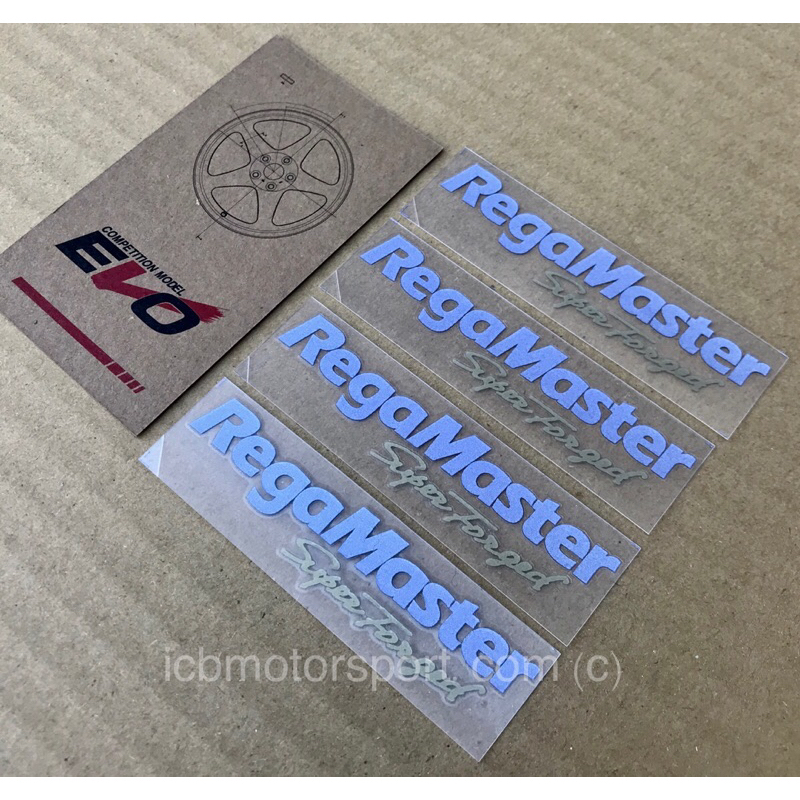 COMPETITION MODEL
EVO
RegaMaster
Super Forged
RegaMaster
Super Forged
RegaMaster
Super Forged
RegaMaster
Super Forged
icbmotorsport.com (c)